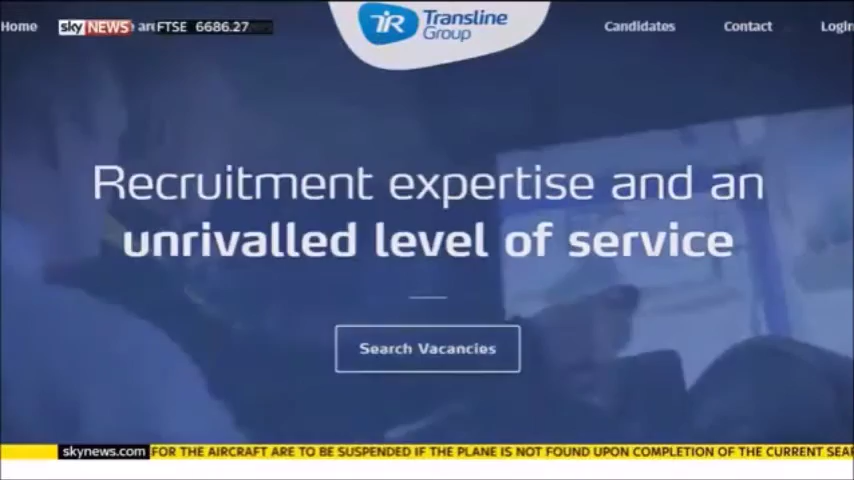 Home
sky NEWS
FTSE 6686.27
Translıne
Group
Candidates
Contact
Login
Recruitment expertise and an
unrivalled level of service
Search Vacancies
skynews.com
FOR THE AIRCRAFT ARE TO BE SUSPENDED IF THE PLANE IS NOT FOUND UPON COMPLETION OF THE CURRENT SEAR